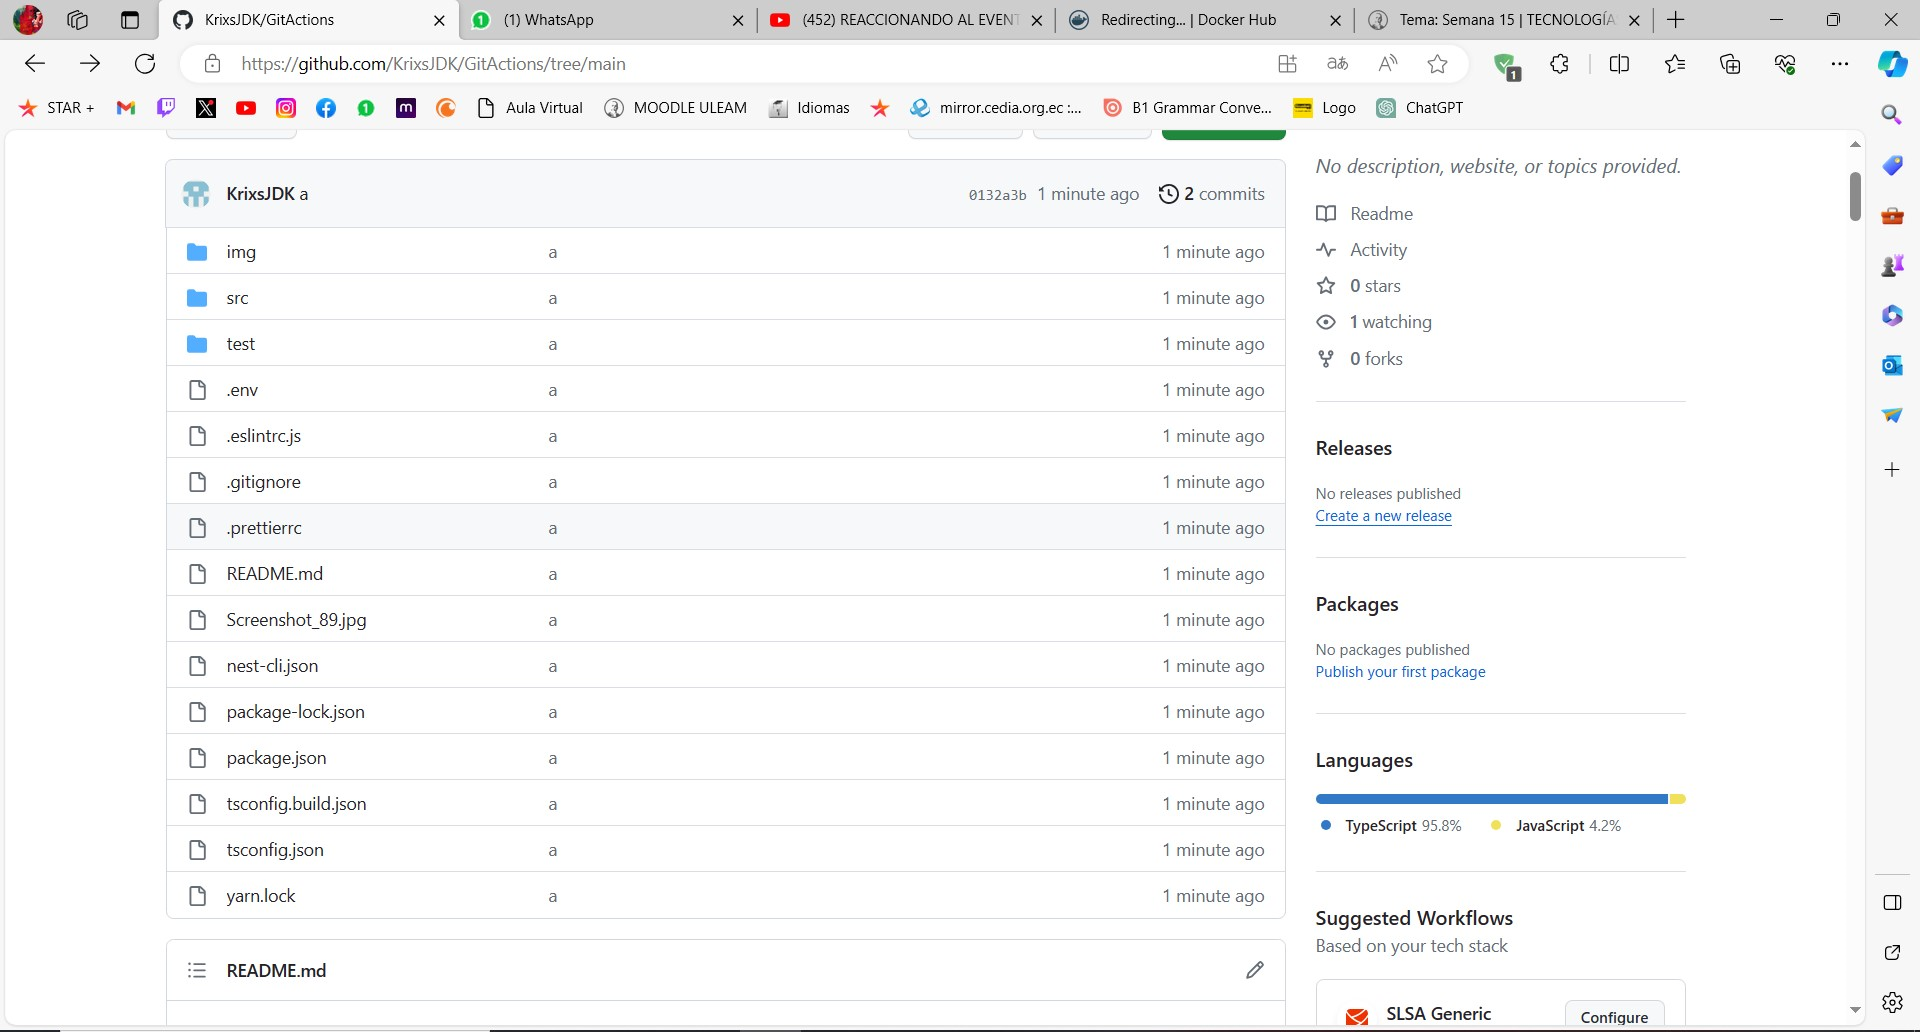 KrixsJDK/GitActions
(1) WhatsApp
(452) REACCIONANDO AL EVENT
Redirecting... | Docker Hub
Tema: Semana 15 | TECNOLOGÍA
https://github.com/KrixsJDK/GitActions/tree/main
aあ
A
1
STAR +
1
m
Aula Virtual
MOODLE ULEAM
Idiomas
mirror.cedia.org.ec :...
B1 Grammar Conve...
Logo
ChatGPT
KrixsJDK a
0132a3b 1 minute ago 2 commits
img a 1 minute ago
src a 1 minute ago
test a 1 minute ago
.env a 1 minute ago
.eslintrc.js a 1 minute ago
.gitignore a 1 minute ago
.prettierrc a 1 minute ago
README.md a 1 minute ago
Screenshot_89.jpg a 1 minute ago
nest-cli.json a 1 minute ago
package-lock.json a 1 minute ago
package.json a 1 minute ago
tsconfig.build.json a 1 minute ago
tsconfig.json a 1 minute ago
yarn.lock a 1 minute ago
README.md
No description, website, or topics provided.
Readme
Activity
0 stars
1 watching
0 forks
Releases
No releases published
Create a new release
Packages
No packages published
Publish your first package
Languages
TypeScript 95.8% JavaScript 4.2%
Suggested Workflows
Based on your tech stack
SLSA Generic
Configure